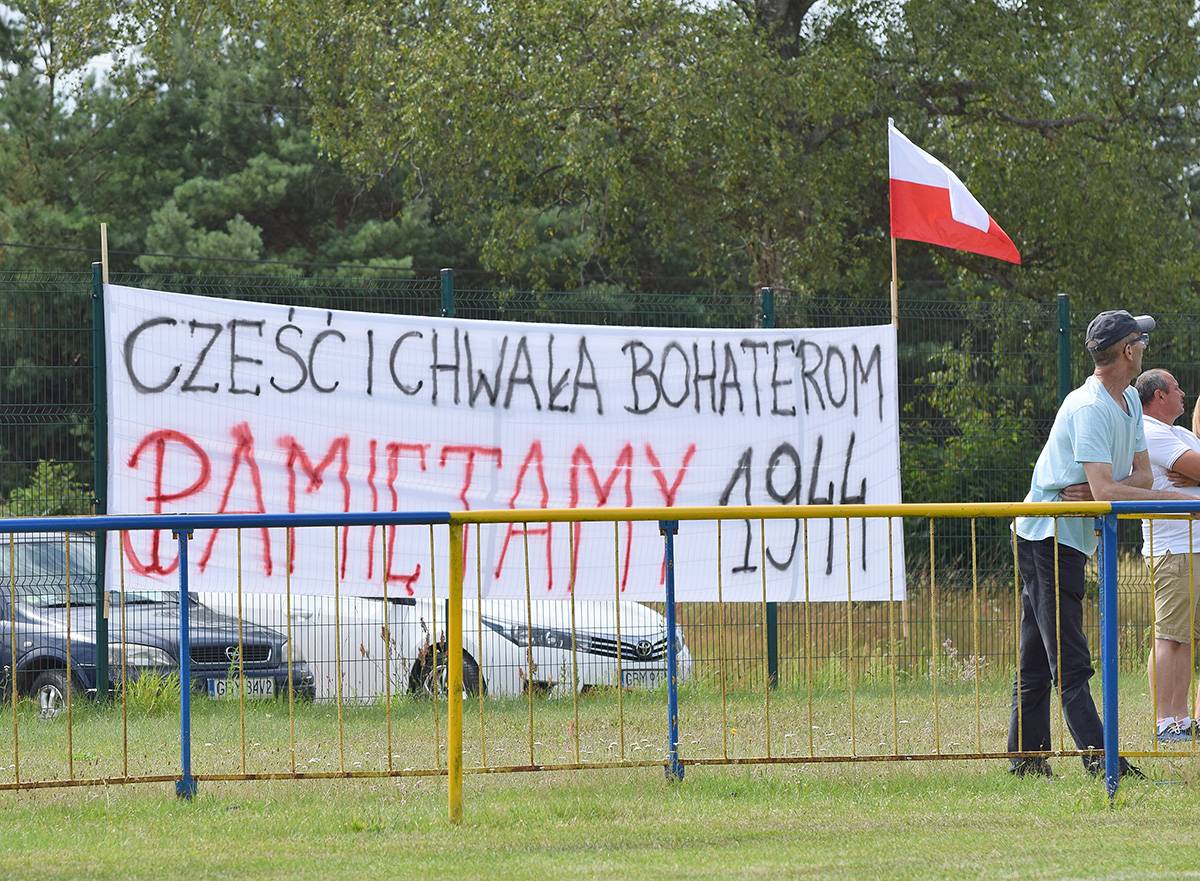 CZEŚĆ I CHWAŁA BOHATEROM
PAMIĘTAMY 1944